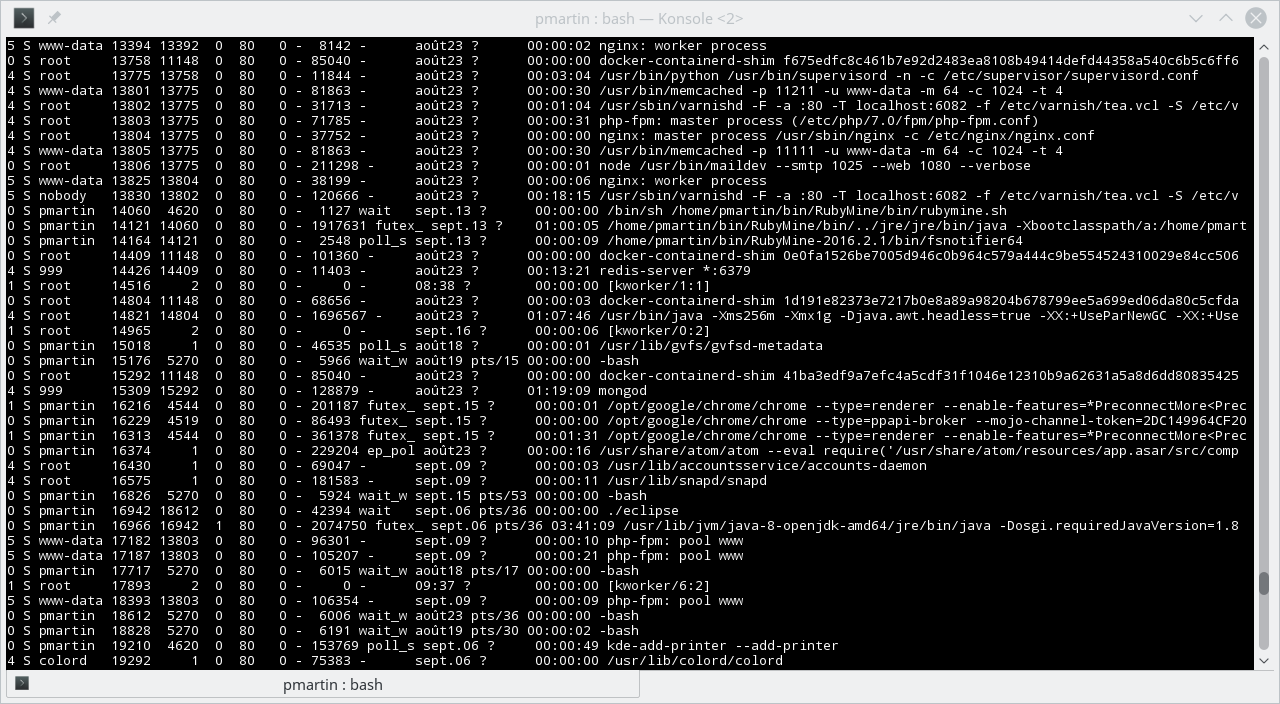 pmartin : bash — Konsole <2>
5 S www-data 13394 13392  0  80   0 -  8142 -      août23 ?      00:00:02 nginx: worker process
0 S root     13758 11148  0  80   0 - 85040 -      août23 ?      00:00:00 docker-containerd-shim f675edfc8c461b7e92d2483ea8108b49414defd44358a540c6b5c6ff6
4 S root     13775 13758  0  80   0 - 11844 -      août23 ?      00:03:04 /usr/bin/python /usr/bin/supervisord -n -c /etc/supervisor/supervisord.conf
4 S www-data 13801 13775  0  80   0 - 81863 -      août23 ?      00:00:30 /usr/bin/memcached -p 11211 -u www-data -m 64 -c 1024 -t 4
4 S root     13802 13775  0  80   0 - 31713 -      août23 ?      00:01:04 /usr/sbin/varnishd -F -a :80 -T localhost:6082 -f /etc/varnish/tea.vcl -S /etc/v
4 S root     13803 13775  0  80   0 - 71785 -      août23 ?      00:00:31 php-fpm: master process (/etc/php/7.0/fpm/php-fpm.conf)
4 S root     13804 13775  0  80   0 - 37752 -      août23 ?      00:00:00 nginx: master process /usr/sbin/nginx -c /etc/nginx/nginx.conf
4 S www-data 13805 13775  0  80   0 - 81863 -      août23 ?      00:00:30 /usr/bin/memcached -p 11111 -u www-data -m 64 -c 1024 -t 4
0 S root     13806 13775  0  80   0 - 211298 -     août23 ?      00:00:01 node /usr/bin/maildev --smtp 1025 --web 1080 --verbose
5 S www-data 13825 13804  0  80   0 - 38199 -      août23 ?      00:00:06 nginx: worker process
5 S nobody   13830 13802  0  80   0 - 120666 -     août23 ?      00:18:15 /usr/sbin/varnishd -F -a :80 -T localhost:6082 -f /etc/varnish/tea.vcl -S /etc/v
0 S pmartin  14060  4620  0  80   0 -  1127 wait   sept.13 ?     00:00:00 /bin/sh /home/pmartin/bin/RubyMine/bin/rubymine.sh
0 S pmartin  14121 14060  0  80   0 - 1917631 futex_ sept.13 ?   01:00:05 /home/pmartin/bin/RubyMine/bin/../jre/jre/bin/java -Xbootclasspath/a:/home/pmart
0 S pmartin  14164 14121  0  80   0 -  2548 poll_s sept.13 ?     00:00:09 /home/pmartin/bin/RubyMine-2016.2.1/bin/fsnotifier64
0 S root     14409 11148  0  80   0 - 101360 -     août23 ?      00:00:00 docker-containerd-shim 0e0fa1526be7005d946c0b964c579a444c9be554524310029e84cc506
4 S 999      14426 14409  0  80   0 - 11403 -      août23 ?      00:13:21 redis-server *:6379
1 S root     14516     2  0  80   0 -     0 -      08:38 ?       00:00:00 [kworker/1:1]
0 S root     14804 11148  0  80   0 - 68656 -      août23 ?      00:00:03 docker-containerd-shim 1d191e82373e7217b0e8a89a98204b678799ee5a699ed06da80c5cfda
4 S root     14821 14804  0  80   0 - 1696567 -    août23 ?      01:07:46 /usr/bin/java -Xms256m -Xmx1g -Djava.awt.headless=true -XX:+UseParNewGC -XX:+Use
1 S root     14965     2  0  80   0 -     0 -      sept.16 ?     00:00:06 [kworker/0:2]
0 S pmartin  15018     1  0  80   0 - 46535 poll_s août18 ?      00:00:01 /usr/lib/gvfs/gvfsd-metadata
0 S pmartin  15176  5270  0  80   0 -  5966 wait_w août19 pts/15 00:00:00 -bash
0 S root     15292 11148  0  80   0 - 85040 -      août23 ?      00:00:00 docker-containerd-shim 41ba3edf9a7efc4a5cdf31f1046e12310b9a62631a5a8d6dd80835425
4 S 999      15309 15292  0  80   0 - 128879 -     août23 ?      01:19:09 mongod
1 S pmartin  16216  4544  0  80   0 - 201187 futex_ sept.15 ?    00:00:01 /opt/google/chrome/chrome --type=renderer --enable-features=*PreconnectMore<Prec
0 S pmartin  16229  4519  0  80   0 - 86493 futex_ sept.15 ?     00:00:00 /opt/google/chrome/chrome --type=ppapi-broker --mojo-channel-token=2DC149964CF20
1 S pmartin  16313  4544  0  80   0 - 361378 futex_ sept.15 ?    00:01:31 /opt/google/chrome/chrome --type=renderer --enable-features=*PreconnectMore<Prec
0 S pmartin  16374     1  0  80   0 - 229204 ep_pol août23 ?     00:00:16 /usr/share/atom/atom --eval require('/usr/share/atom/resources/app.asar/src/comp
4 S root     16430     1  0  80   0 - 69047 -      sept.09 ?     00:00:03 /usr/lib/accountsservice/accounts-daemon
4 S root     16575     1  0  80   0 - 181583 -     sept.09 ?     00:00:11 /usr/lib/snapd/snapd
0 S pmartin  16826  5270  0  80   0 -  5924 wait_w sept.15 pts/53 00:00:00 -bash
0 S pmartin  16942 18612  0  80   0 - 42394 wait   sept.06 pts/36 00:00:00 ./eclipse
0 S pmartin  16966 16942  1  80   0 - 2074750 futex_ sept.06 pts/36 03:41:09 /usr/lib/jvm/java-8-openjdk-amd64/jre/bin/java -Dosgi.requiredJavaVersion=1.8
5 S www-data 17182 13803  0  80   0 - 96301 -      sept.09 ?     00:00:10 php-fpm: pool www
5 S www-data 17187 13803  0  80   0 - 105207 -     sept.09 ?     00:00:21 php-fpm: pool www
0 S pmartin  17717  5270  0  80   0 -  6015 wait_w août18 pts/17 00:00:00 -bash
1 S root     17893     2  0  80   0 -     0 -      09:37 ?       00:00:00 [kworker/6:2]
5 S www-data 18393 13803  0  80   0 - 106354 -     sept.09 ?     00:00:09 php-fpm: pool www
0 S pmartin  18612  5270  0  80   0 -  6006 wait_w août23 pts/36 00:00:00 -bash
0 S pmartin  18828  5270  0  80   0 -  6191 wait_w août19 pts/30 00:00:02 -bash
0 S pmartin  19210  4620  0  80   0 - 153769 poll_s sept.06 ?    00:00:49 kde-add-printer --add-printer
4 S colord   19292     1  0  80   0 - 75383 -      sept.06 ?     00:00:00 /usr/lib/colord/colord
pmartin : bash